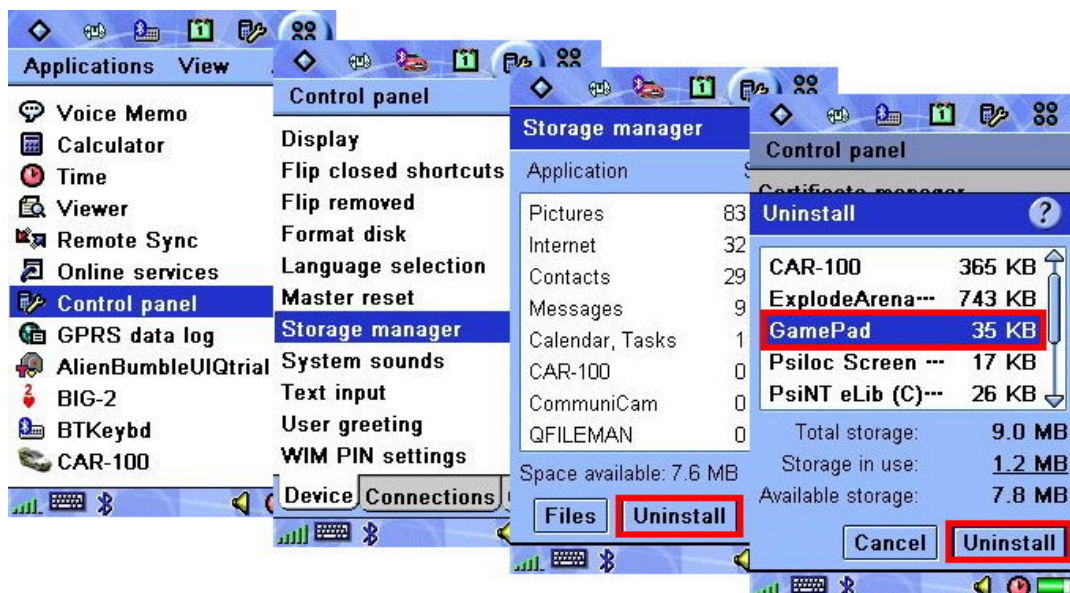 Applications View
Voice Memo
Calculator
Time
Viewer
Remote Sync
Online services
Control panel
GPRS data log
AlienBumbleUIQtrial
BIG-2
BTKeybd
CAR-100
1
Control panel
Display
Flip closed shortcuts
Flip removed
Format disk
Language selection
Master reset
Storage manager
System sounds
Text input
User greeting
WIM PIN settings
Device Connections
1
Storage manager
Application S
Pictures 83
Internet 32
Contacts 29
Messages 9
Calendar, Tasks 1
CAR-100 0
CommuniCam 0
QFILEMAN 0
Space available: 7.6 MB
Files Uninstall
1
Control panel
Certificate manager
Uninstall ?
CAR-100 365 KB
ExplodeArena··· 743 KB
GamePad 35 KB
Psiloc Screen ··· 17 KB
PsiNT eLib (C)··· 26 KB
Total storage: 9.0 MB
Storage in use: 1.2 MB
Available storage: 7.8 MB
Cancel Uninstall